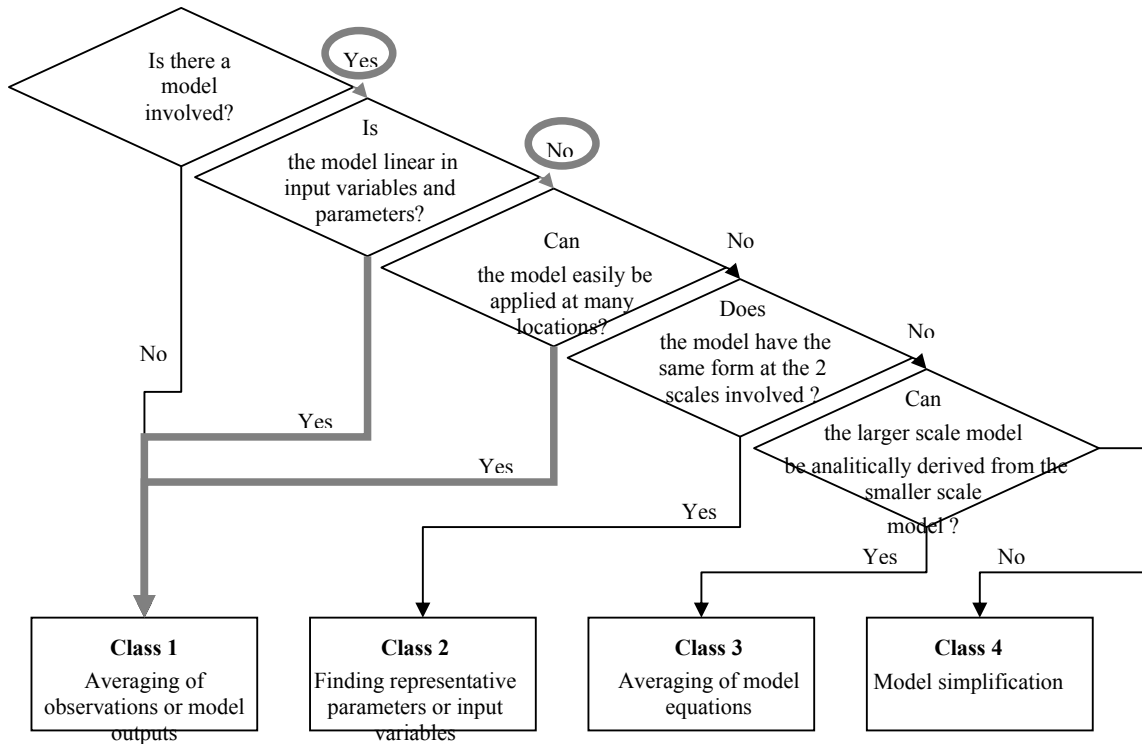 Is there a
model
involved?
Yes
Is
the model linear in
input variables and
parameters?
No
Can
the model easily be
applied at many
locations?
No
Does
the model have the
same form at the 2
scales involved ?
No
Can
the larger scale model
be analitically derived from the
smaller scale
model ?
No
Yes
Yes
Yes
Yes
No
Class 1
Averaging of
observations or model
outputs
Class 2
Finding representative
parameters or input
variables
Class 3
Averaging of model
equations
Class 4
Model simplification